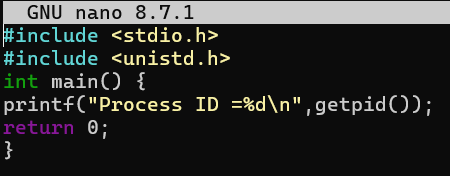 GNU nano 8.7.1
#include <stdio.h>
#include <unistd.h>
int main() {
printf("Process ID =%d\n",getpid());
return 0;
}